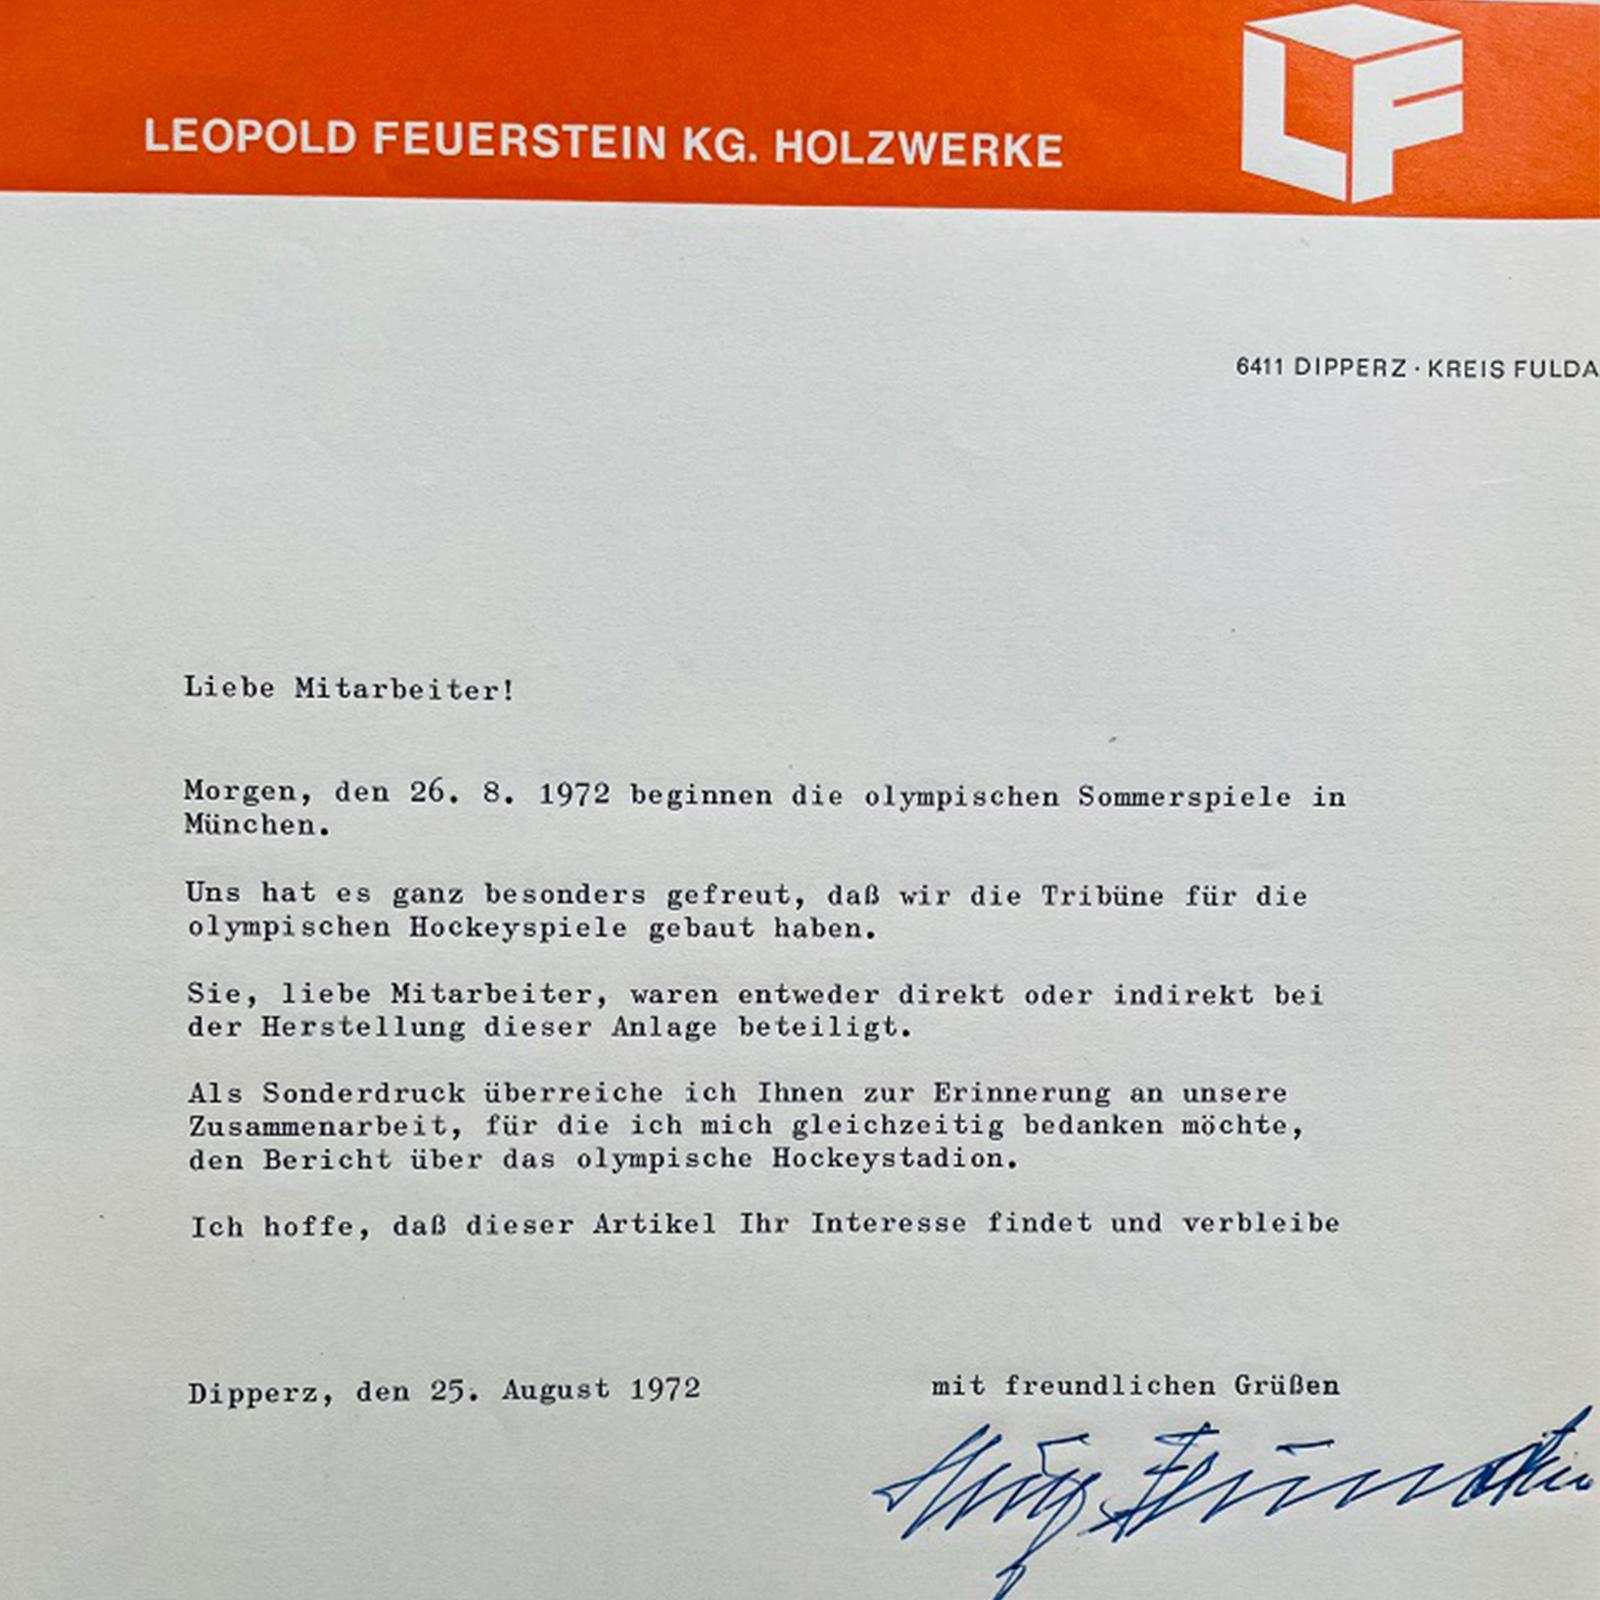 LEOPOLD FEUERSTEIN KG. HOLZWERKE
LF
6411 DIPPERZ · KREIS FULDA
Liebe Mitarbeiter!
Morgen, den 26. 8. 1972 beginnen die olympischen Sommerspiele in
München.
Uns hat es ganz besonders gefreut, daß wir die Tribüne für die
olympischen Hockeyspiele gebaut haben.
Sie, liebe Mitarbeiter, waren entweder direkt oder indirekt bei
der Herstellung dieser Anlage beteiligt.
Als Sonderdruck überreiche ich Ihnen zur Erinnerung an unsere
Zusammenarbeit, für die ich mich gleichzeitig bedanken möchte,
den Bericht über das olympische Hockeystadion.
Ich hoffe, daß dieser Artikel Ihr Interesse findet und verbleibe
Dipperz, den 25. August 1972
mit freundlichen Grüßen